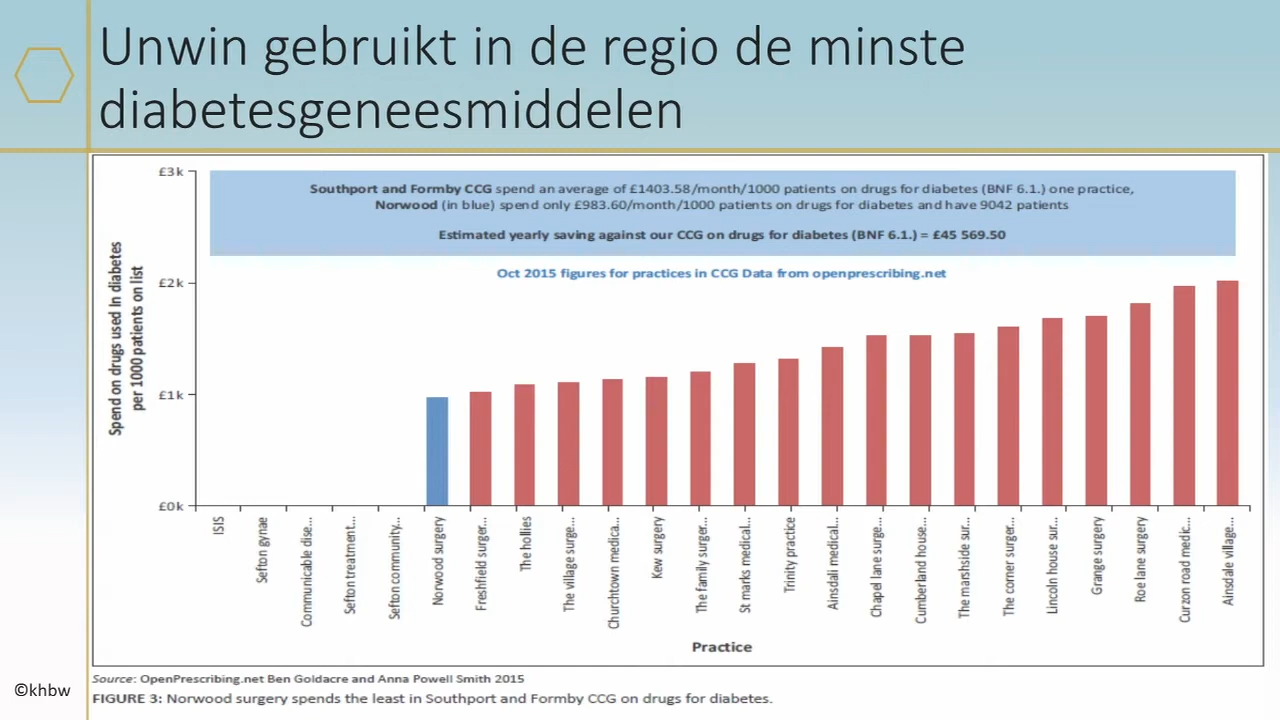 Unwin gebruikt in de regio de minste
diabetesgeneesmiddelen
£3k
Southport and Formby CCG spend an average of £1403.58/month/1000 patients on drugs for diabetes (BNF 6.1.) one practice,
Norwood (in blue) spend only £983.60/month/1000 patients on drugs for diabetes and have 9042 patients
Estimated yearly saving against our CCG on drugs for diabetes (BNF 6.1.) = £45 569.50
Oct 2015 figures for practices in CCG Data from openprescribing.net
£2k
£1k
£0k
Spend on drugs used In diabetes
per 1000 patients on list
ISIS
Sefton gynae
Communicable dise...
Sefton treatment...
Sefton community...
Norwood surgery
Freshfield surger...
The hollies
The village surge...
Churchtown medica...
Kew surgery
The family surger...
St marks medical...
Trinity practice
Ainsdali medical...
Chapel lane surge...
Cumberland house...
The marshside sur...
The corner surger...
Lincoln house sur...
Grange surgery
Roe lane surgery
Curzon road medic...
Ainsdale village...
Practice
Source: OpenPrescribing.net Ben Goldacre and Anna Powell Smith 2015
FIGURE 3: Norwood surgery spends the least in Southport and Formby CCG on drugs for diabetes.
©khbw